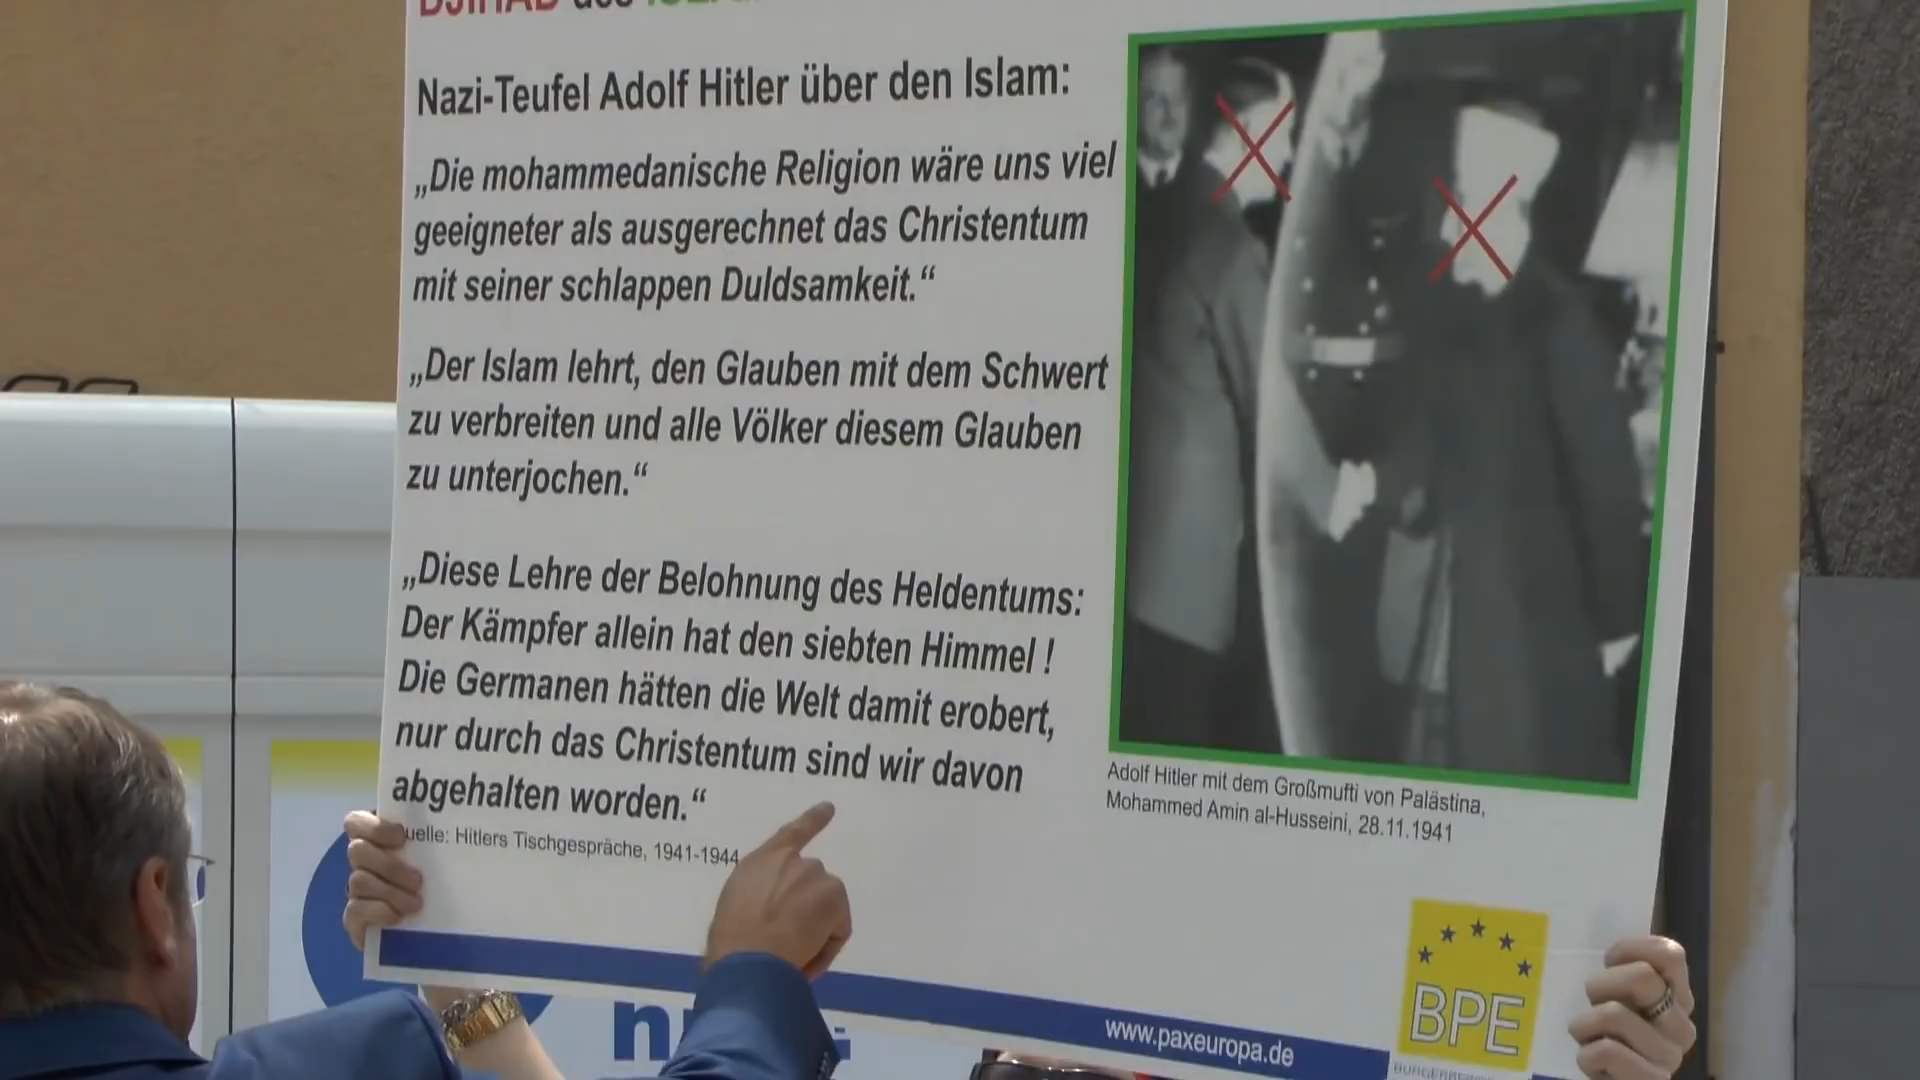 Nazi-Teufel Adolf Hitler über den Islam:
„Die mohammedanische Religion wäre uns viel
geeigneter als ausgerechnet das Christentum
mit seiner schlappen Duldsamkeit.“
„Der Islam lehrt, den Glauben mit dem Schwert
zu verbreiten und alle Völker diesem Glauben
zu unterjochen.“
„Diese Lehre der Belohnung des Heldentums:
Der Kämpfer allein hat den siebten Himmel !
Die Germanen hätten die Welt damit erobert,
nur durch das Christentum sind wir davon
abgehalten worden.“
Hitlers Tischgespräche, 1941-1944
Adolf Hitler mit dem Großmufti von Palästina,
Mohammed Amin al-Husseini, 28.11.1941
BPE
www.paxeuropa.de